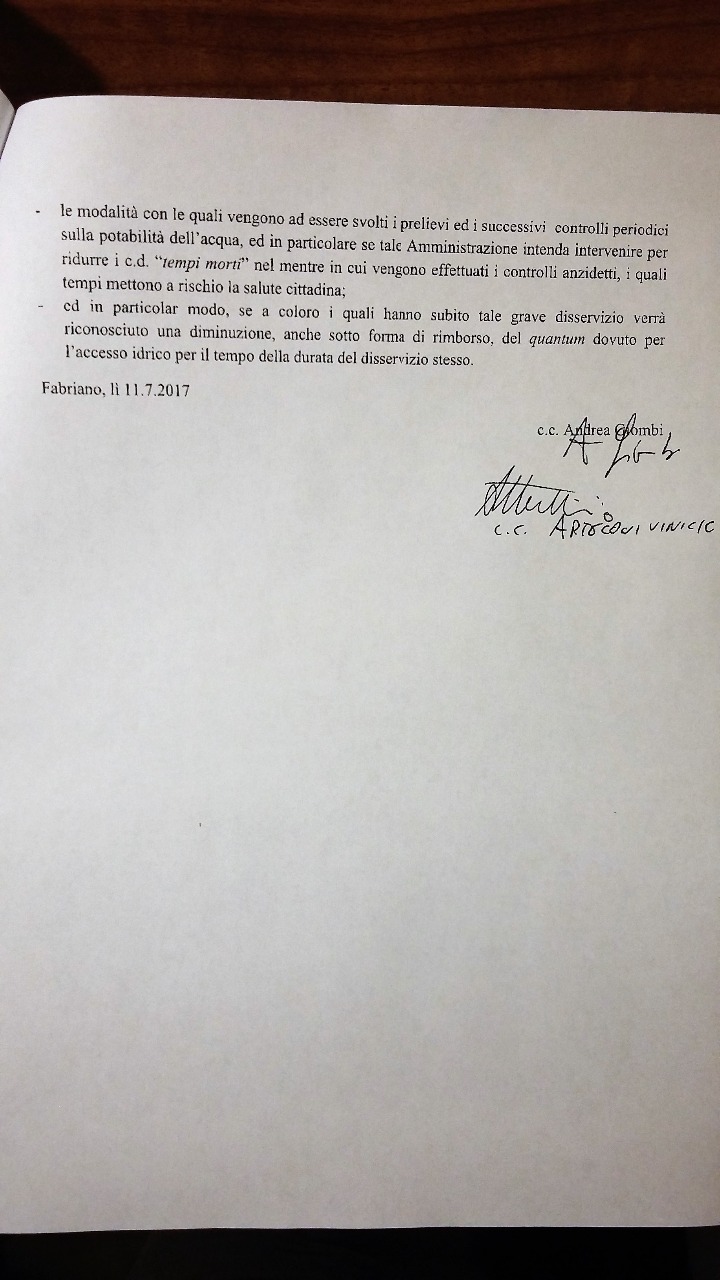 - le modalità con le quali vengono ad essere svolti i prelievi ed i successivi controlli periodici
sulla potabilità dell'acqua, ed in particolare se tale Amministrazione intenda intervenire per
ridurre i c.d. “tempi morti” nel mentre in cui vengono effettuati i controlli anzidetti, i quali
tempi mettono a rischio la salute cittadina;
- ed in particolar modo, se a coloro i quali hanno subito tale grave disservizio verrà
riconosciuto una diminuzione, anche sotto forma di rimborso, del quantum dovuto per
l'accesso idrico per il tempo della durata del disservizio stesso.
Fabriano, lì 11.7.2017
c.c. Andrea
c.c. VINICIO